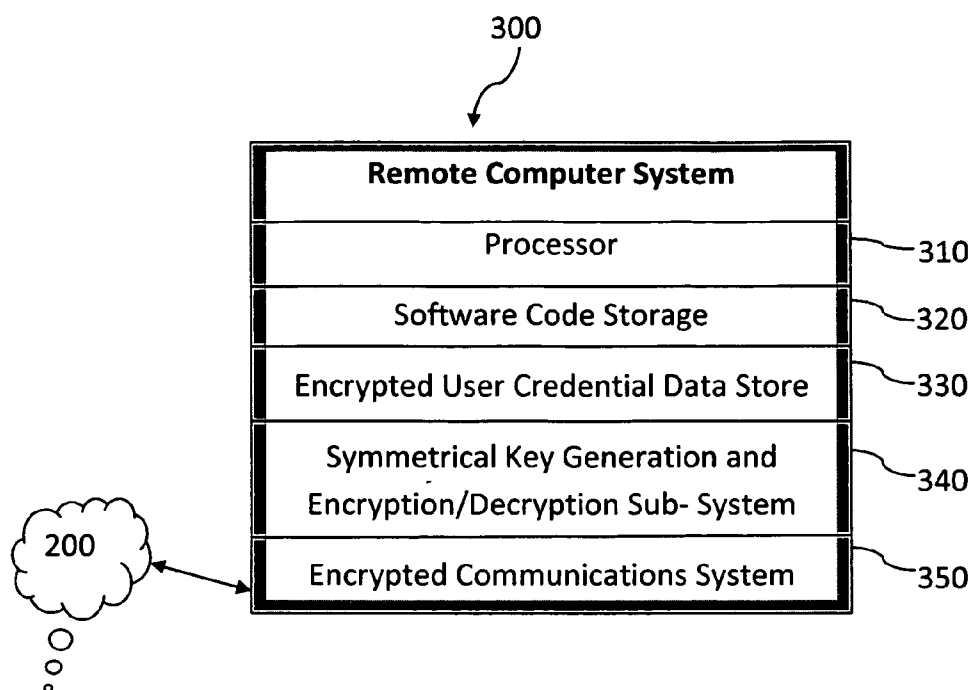 300
Remote Computer System
Processor
310
Software Code Storage
320
Encrypted User Credential Data Store
330
Symmetrical Key Generation and
Encryption/Decryption Sub- System
340
200
Encrypted Communications System
350